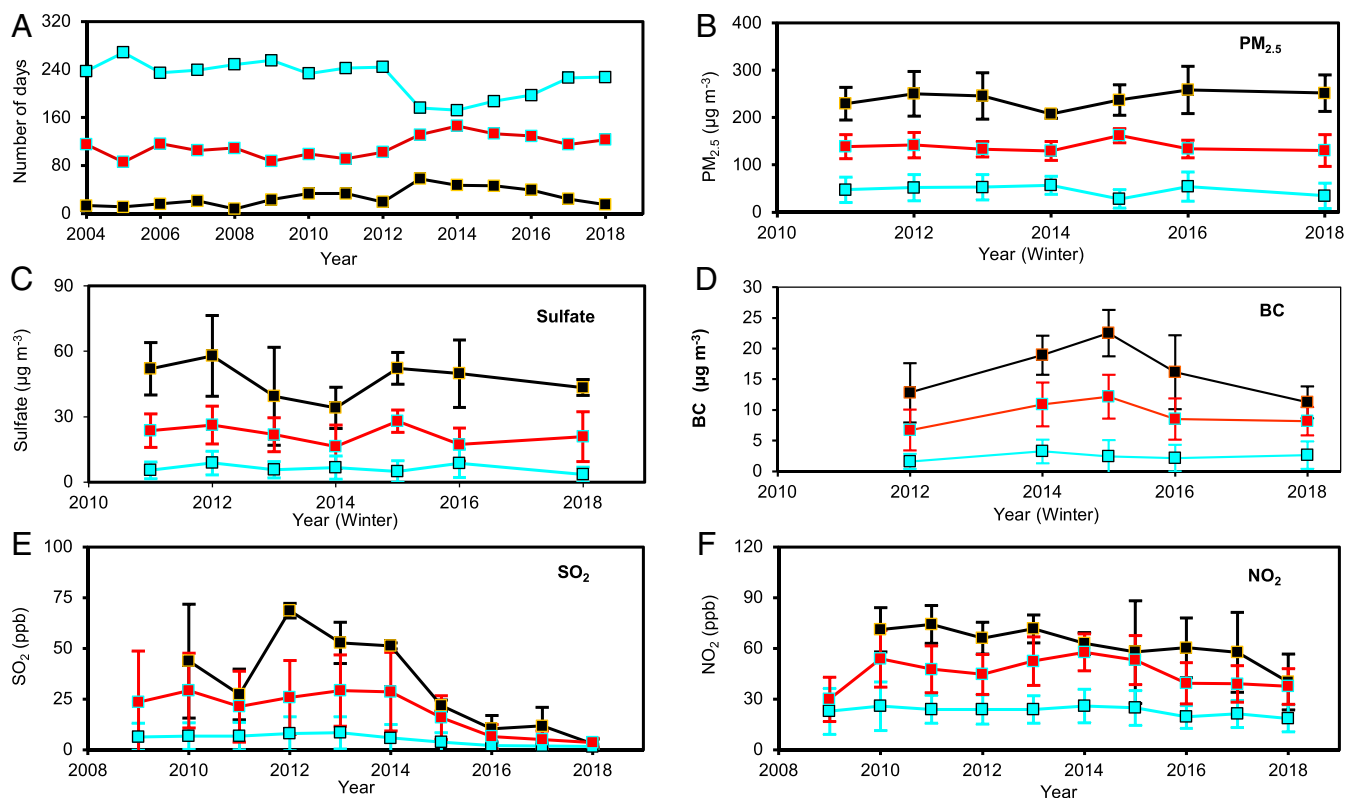 A
320
240
160
80
0
Number of days
2004 2006 2008 2010 2012 2014 2016 2018
Year
B
400
300
200
100
0
PM2.5 (µg m-3)
PM2.5
2010 2012 2014 2016 2018
Year (Winter)
C
90
60
30
0
Sulfate (µg m-3)
Sulfate
2010 2012 2014 2016 2018
Year (Winter)
D
30
25
20
15
10
5
0
BC (µg m-3)
BC
2010 2012 2014 2016 2018
Year (Winter)
E
100
75
50
25
0
SO2 (ppb)
SO2
2008 2010 2012 2014 2016 2018
Year
F
120
90
60
30
0
NO2 (ppb)
NO2
2008 2010 2012 2014 2016 2018
Year